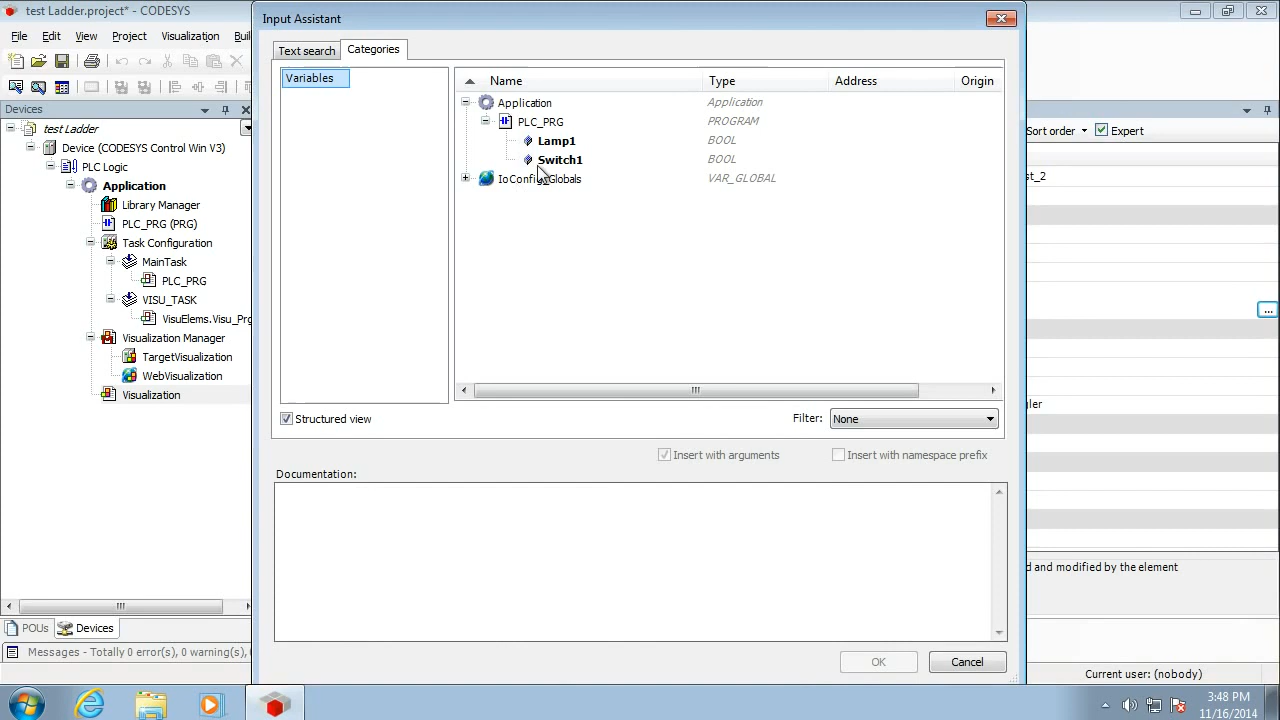 test Ladder.project* - CODESYS
File Edit View Project Visualization Buil
Devices
test Ladder
Device (CODESYS Control Win V3)
PLC Logic
Application
Library Manager
PLC_PRG (PRG)
Task Configuration
MainTask
PLC_PRG
VISU_TASK
VisuElems.Visu_Prg
Visualization Manager
TargetVisualization
WebVisualization
Visualization
POUs Devices
Messages - Totally 0 error(s), 0 warning(s),
Input Assistant
Text search Categories
Variables
Name Type Address Origin
Application Application
PLC_PRG PROGRAM
Lamp1 BOOL
Switch1 BOOL
VAR_GLOBAL
Structured view
Filter: None
Insert with arguments Insert with namespace prefix
Documentation:
OK Cancel
Sort order Expert
st_2
...
ler
d and modified by the element
Current user: (nobody)
3:48 PM
11/16/2014